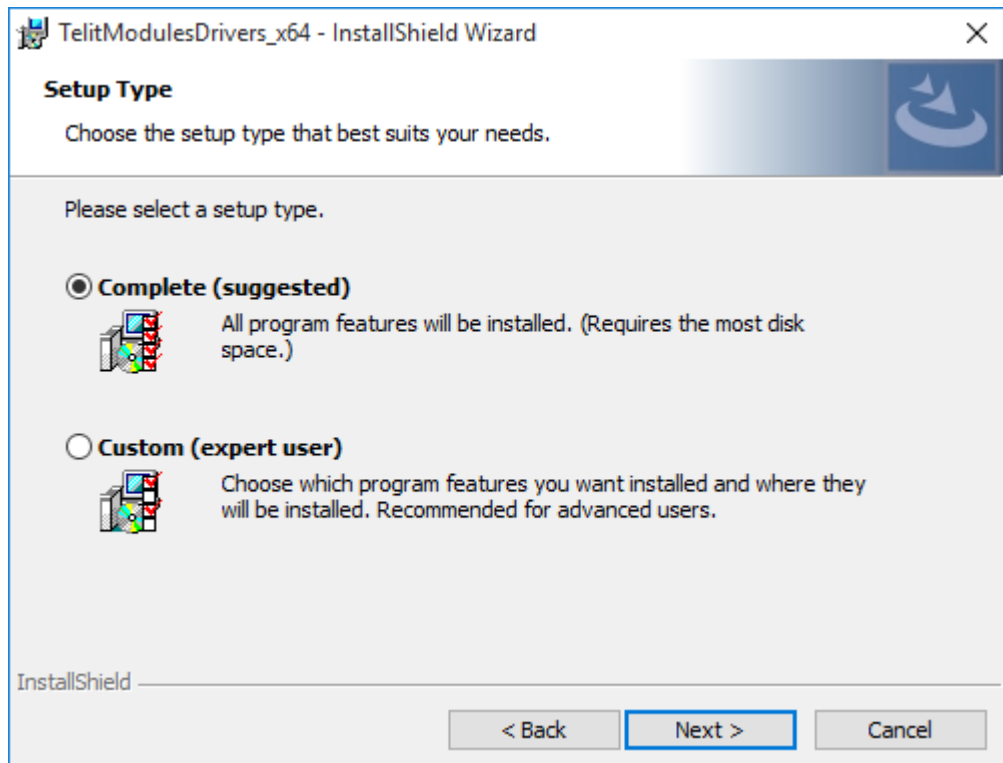 TelitModulesDrivers_x64 - InstallShield Wizard
Setup Type
Choose the setup type that best suits your needs.
Please select a setup type.
Complete (suggested)
All program features will be installed. (Requires the most disk
space.)
Custom (expert user)
Choose which program features you want installed and where they
will be installed. Recommended for advanced users.
InstallShield
< Back Next > Cancel